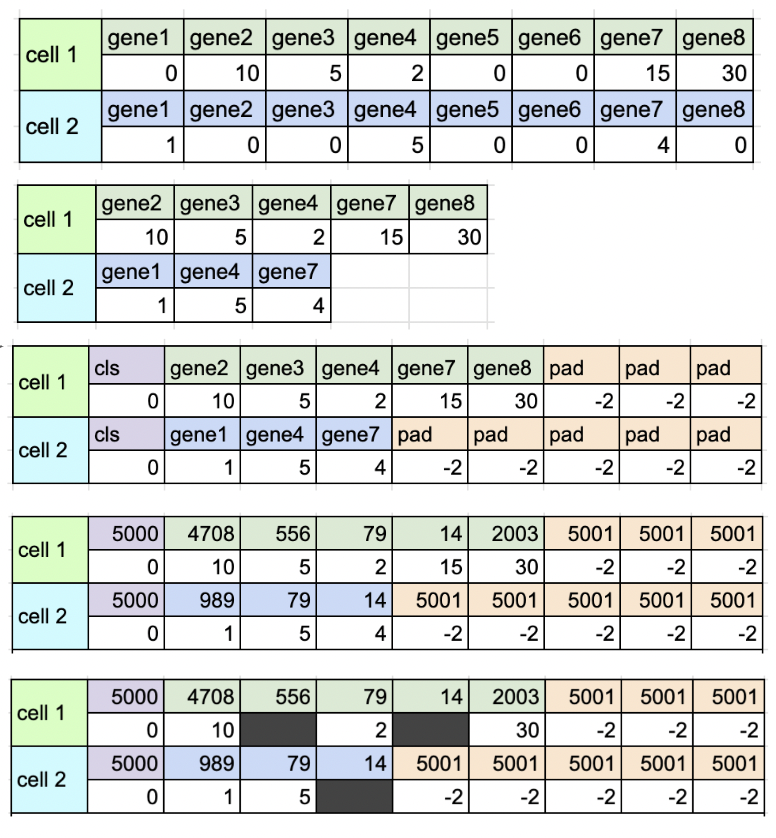 cell 1 gene1 gene2 gene3 gene4 gene5 gene6 gene7 gene8
0 10 5 2 0 0 15 30
cell 2 gene1 gene2 gene3 gene4 gene5 gene6 gene7 gene8
1 0 0 5 0 0 4 0
cell 1 gene2 gene3 gene4 gene7 gene8
10 5 2 15 30
cell 2 gene1 gene4 gene7
1 5 4
cell 1 cls gene2 gene3 gene4 gene7 gene8 pad pad pad
0 10 5 2 15 30 -2 -2 -2
cell 2 cls gene1 gene4 gene7 pad pad pad pad pad
0 1 5 4 -2 -2 -2 -2 -2
cell 1 5000 4708 556 79 14 2003 5001 5001 5001
0 10 5 2 15 30 -2 -2 -2
cell 2 5000 989 79 14 5001 5001 5001 5001 5001
0 1 5 4 -2 -2 -2 -2 -2
cell 1 5000 4708 556 79 14 2003 5001 5001 5001
0 10 2 30 -2 -2 -2
cell 2 5000 989 79 14 5001 5001 5001 5001 5001
0 1 5 -2 -2 -2 -2 -2